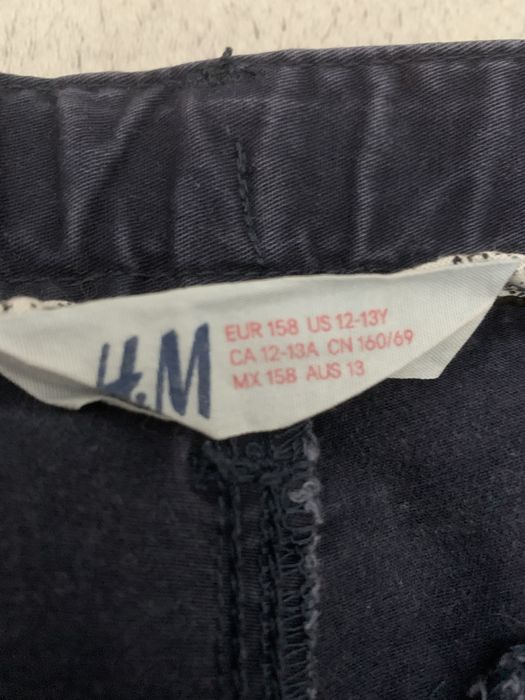 H.M
EUR 158 US 12-13Y
CA 12-13A CN 160/69
MX 158 AUS 13